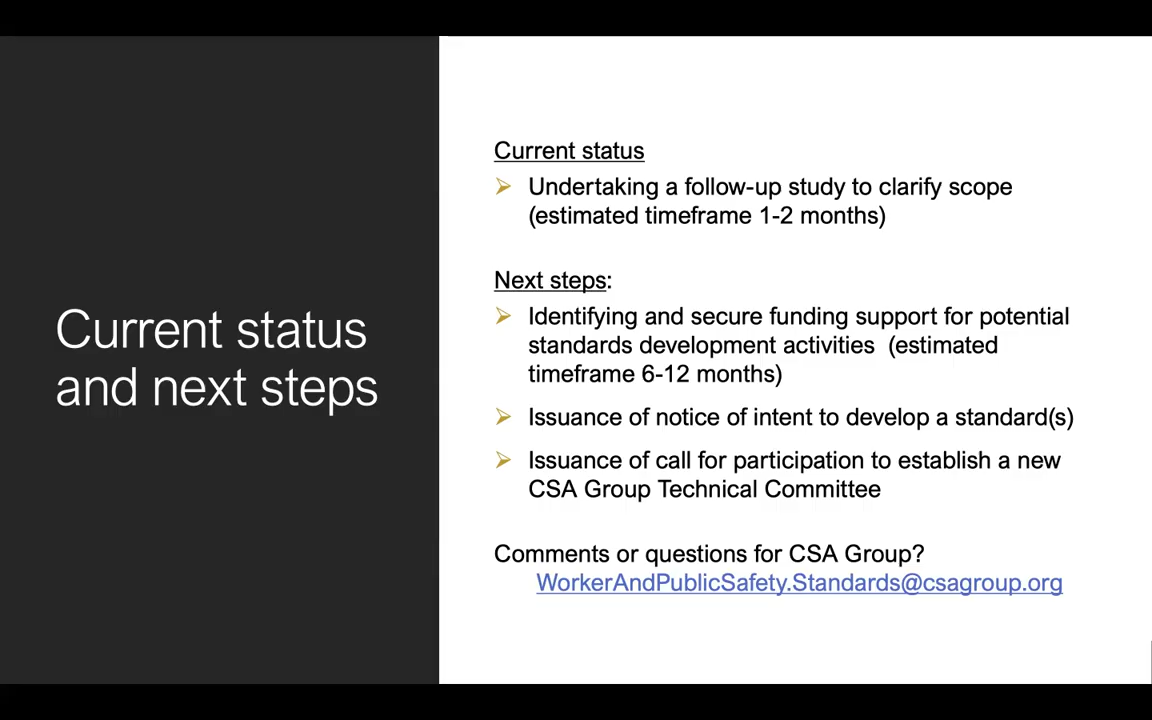 Current status
and next steps
Current status
Undertaking a follow-up study to clarify scope
(estimated timeframe 1-2 months)
Next steps:
Identifying and secure funding support for potential
standards development activities  (estimated
timeframe 6-12 months)
Issuance of notice of intent to develop a standard(s)
Issuance of call for participation to establish a new
CSA Group Technical Committee
Comments or questions for CSA Group?
WorkerAndPublicSafety.Standards@csagroup.org